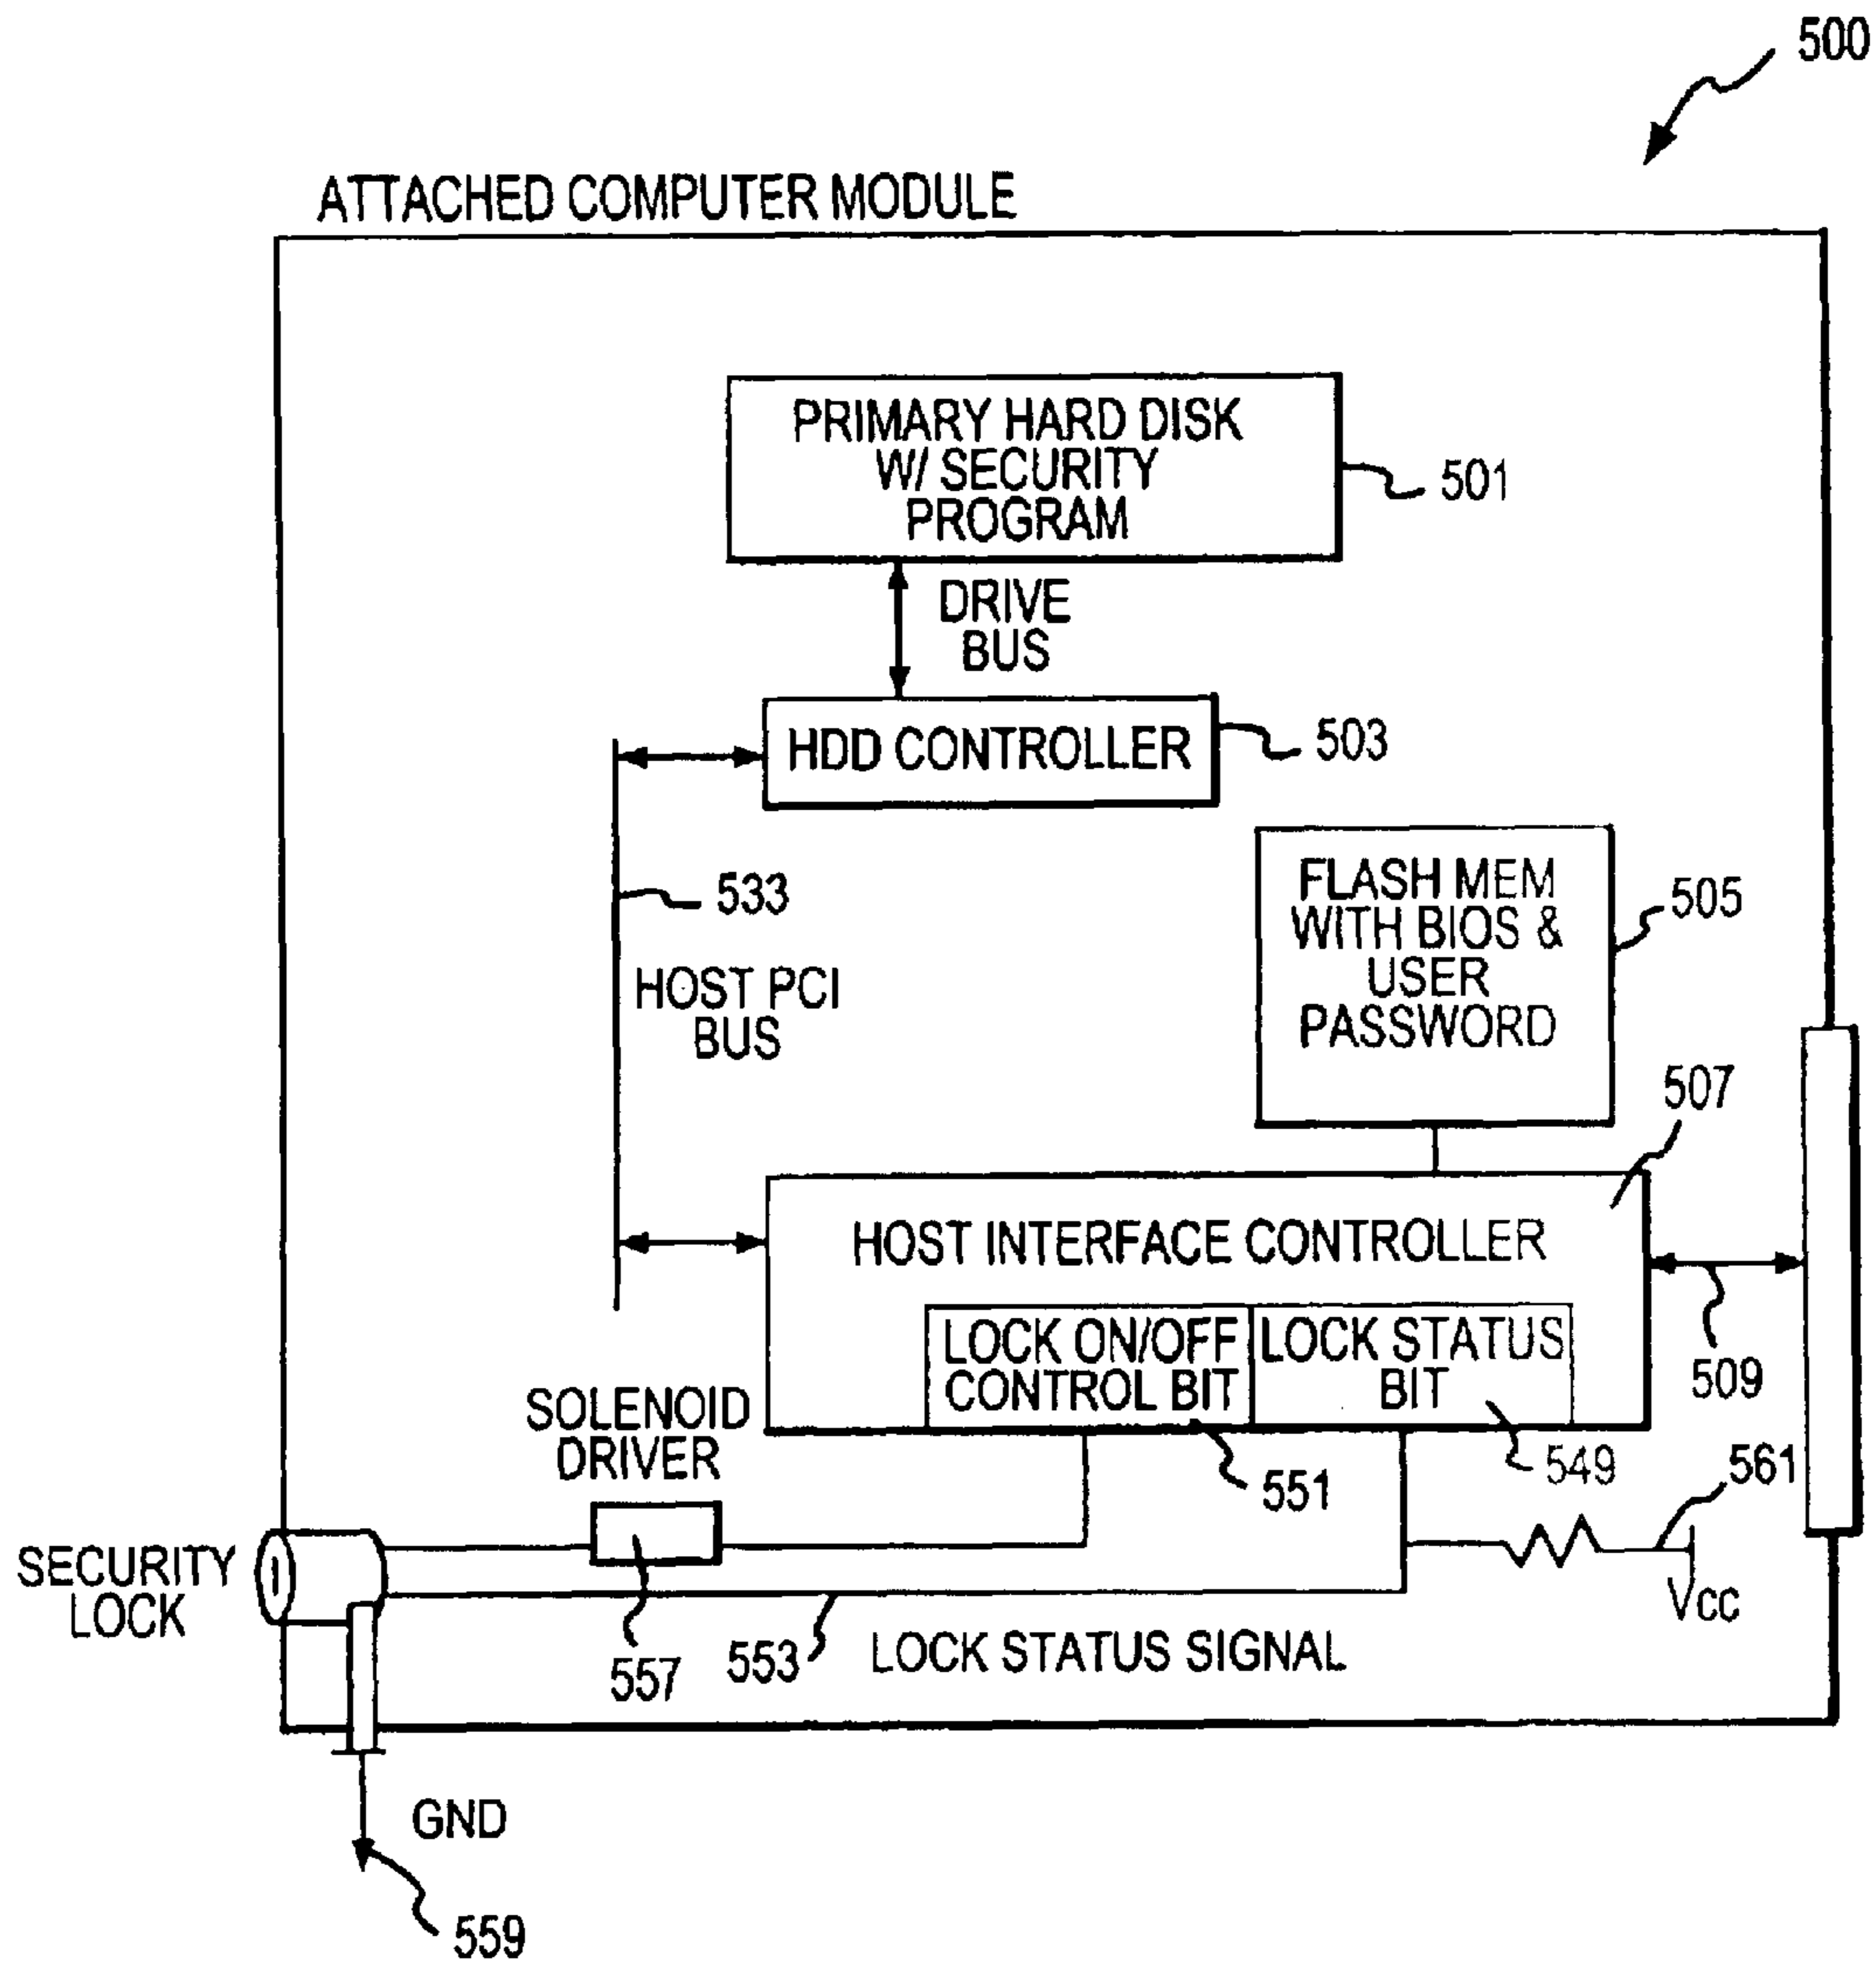 500
ATTACHED COMPUTER MODULE
PRIMARY HARD DISK
W/ SECURITY
PROGRAM
501
DRIVE
BUS
HDD CONTROLLER
503
533
HOST PCI
BUS
FLASH MEM
WITH BIOS &
USER
PASSWORD
505
507
HOST INTERFACE CONTROLLER
LOCK ON/OFF
CONTROL BIT
LOCK STATUS
BIT
509
SOLENOID
DRIVER
551
549
561
SECURITY
LOCK
Vcc
557
553
LOCK STATUS SIGNAL
GND
559